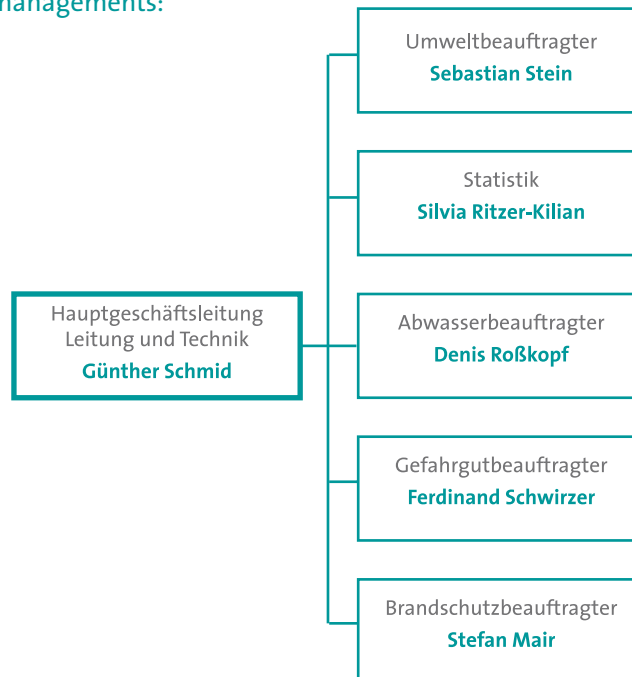 managements:
Umweltbeauftragter
Sebastian Stein
Statistik
Silvia Ritzer-Kilian
Hauptgeschäftsleitung
Leitung und Technik
Günther Schmid
Abwasserbeauftragter
Denis Roßkopf
Gefahrgutbeauftragter
Ferdinand Schwirzer
Brandschutzbeauftragter
Stefan Mair